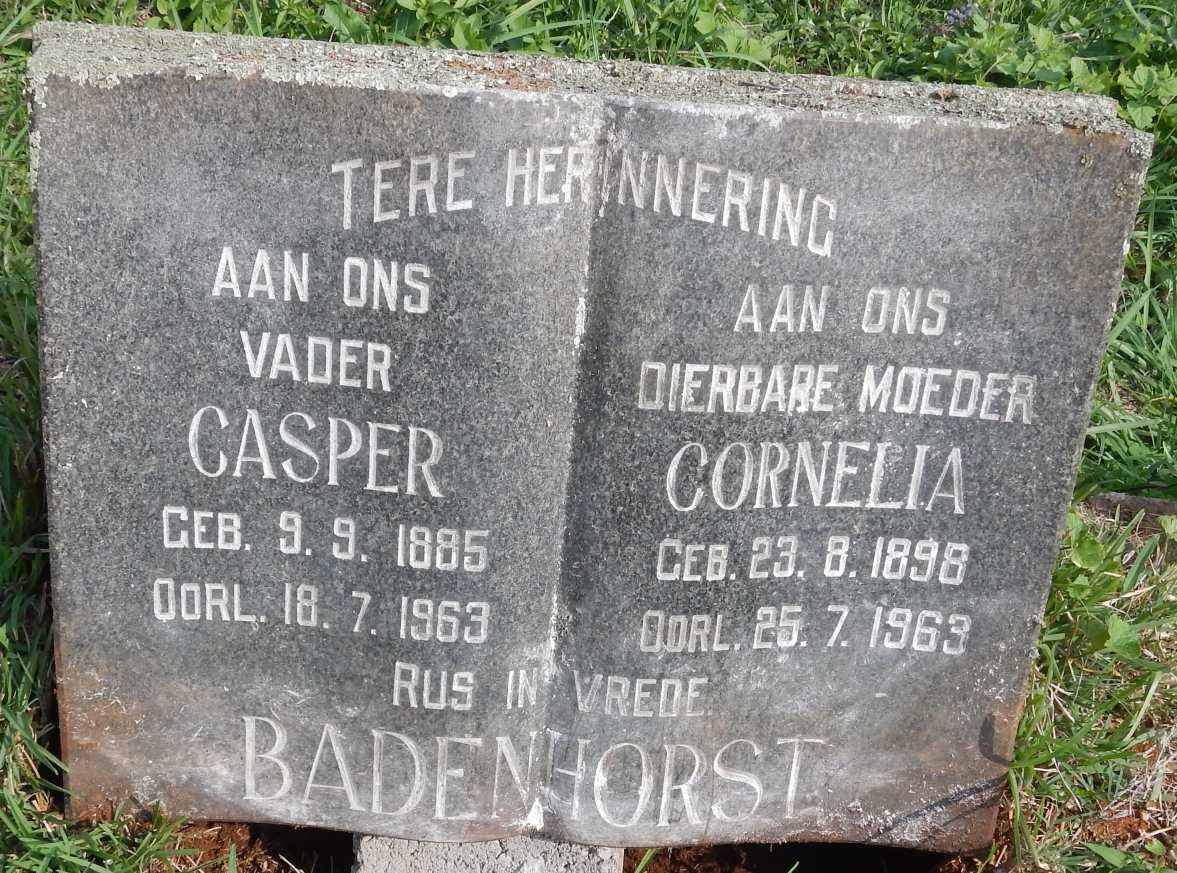 TERE HERINNERING
AAN ONS
VADER
CASPER
GEB. 9. 9. 1885
OORL. 18. 7. 1963
AAN ONS
DIERBARE MOEDER
CORNELIA
GEB. 23. 8. 1898
OORL. 25. 7. 1963
RUS IN VREDE
BADENHORST